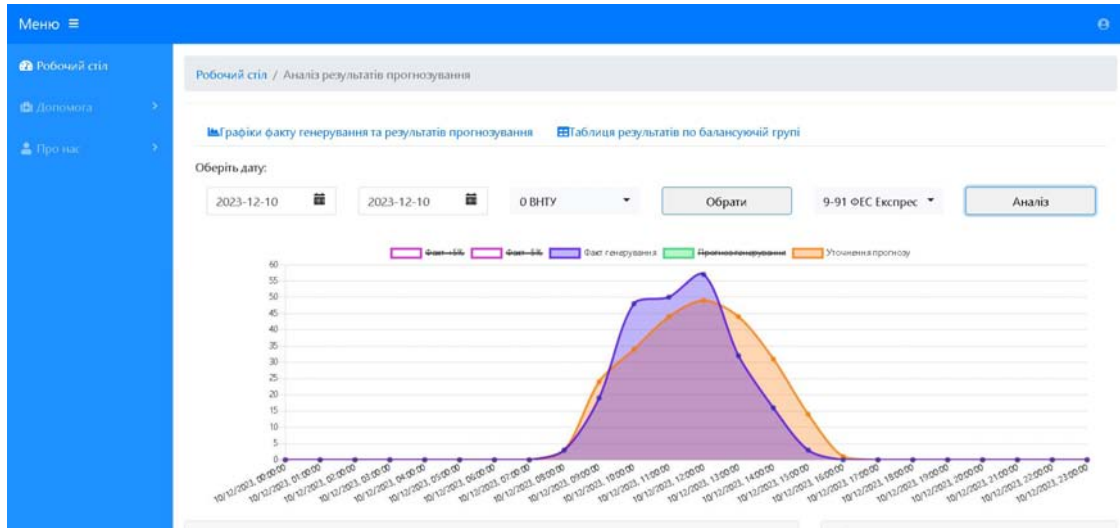 Меню
Робочий стіл
Допомога
Про нас
Робочий стіл / Аналіз результатів прогнозування
Графіки факту генерування та результатів прогнозування
Таблиця результатів по балансуючій групі
Оберіть дату:
2023-12-10
2023-12-10
0 ВНТУ
Обрати
9-91 ФЕС Експрес
Аналіз
Факт +5%
Факт -5%
Факт генерування
Прогноз генерування
Уточнення прогнозу
60
55
50
45
40
35
30
25
20
15
10
5
0
10/12/2023, 00:00:00
10/12/2023, 01:00:00
10/12/2023, 02:00:00
10/12/2023, 03:00:00
10/12/2023, 04:00:00
10/12/2023, 05:00:00
10/12/2023, 06:00:00
10/12/2023, 07:00:00
10/12/2023, 08:00:00
10/12/2023, 09:00:00
10/12/2023, 10:00:00
10/12/2023, 11:00:00
10/12/2023, 12:00:00
10/12/2023, 13:00:00
10/12/2023, 14:00:00
10/12/2023, 15:00:00
10/12/2023, 16:00:00
10/12/2023, 17:00:00
10/12/2023, 18:00:00
10/12/2023, 19:00:00
10/12/2023, 20:00:00
10/12/2023, 21:00:00
10/12/2023, 22:00:00
10/12/2023, 23:00:00